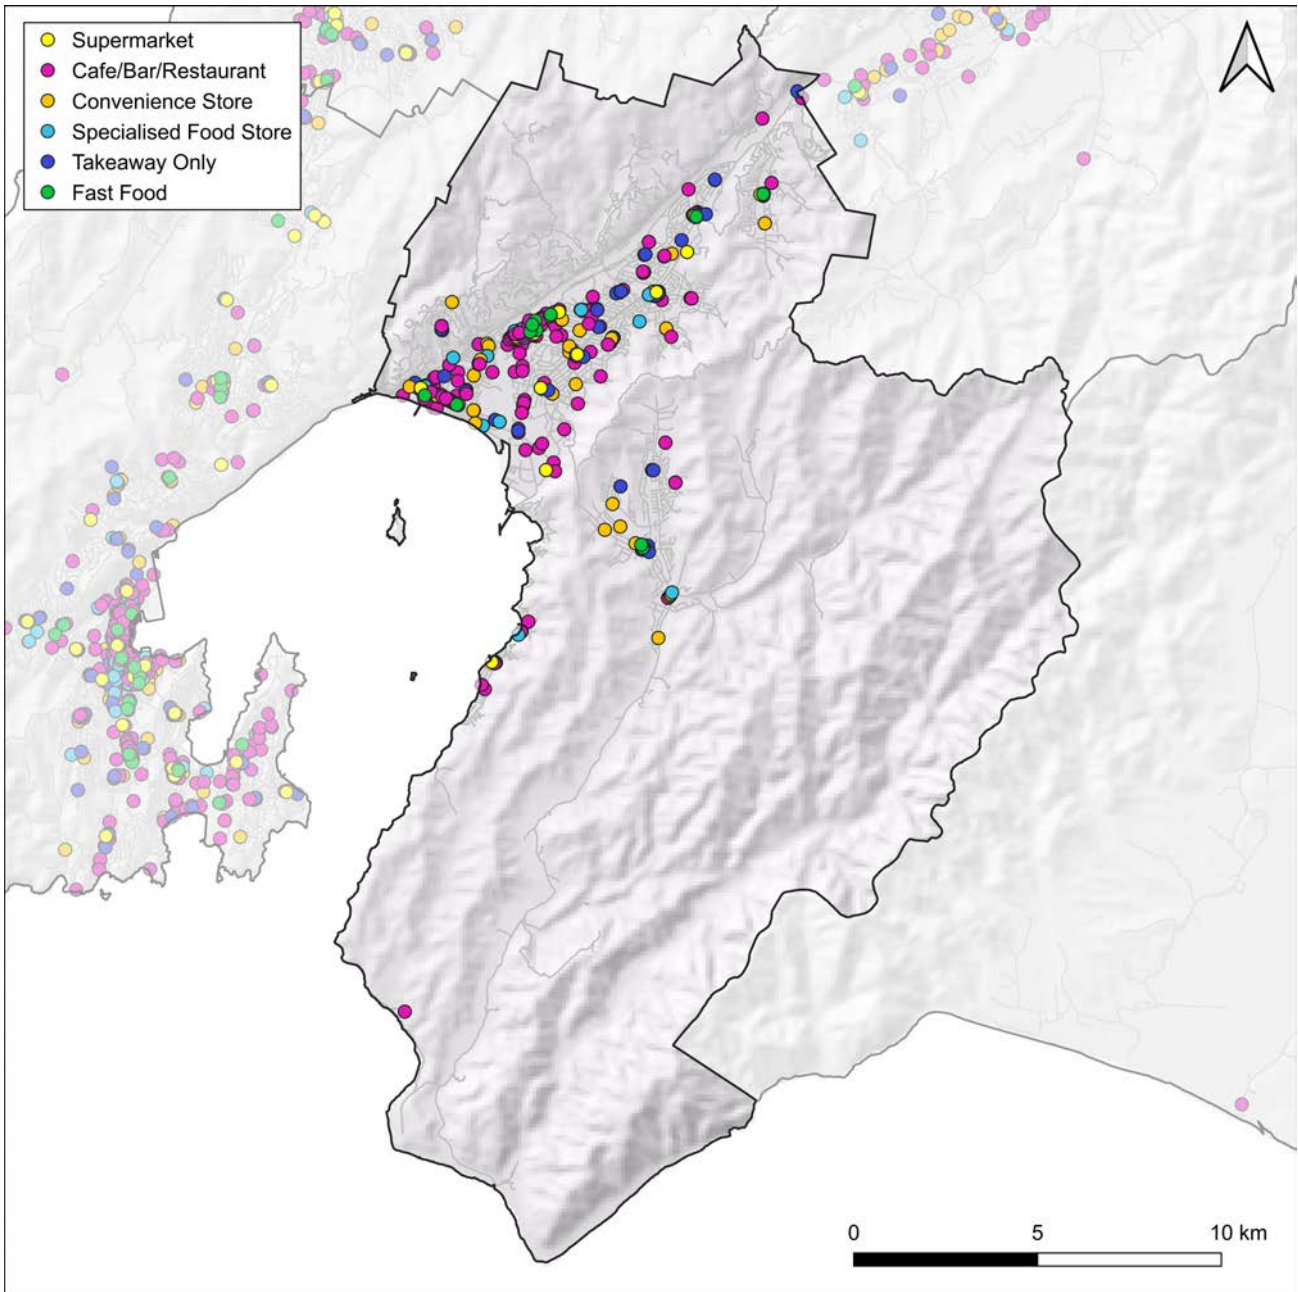 Supermarket
Cafe/Bar/Restaurant
Convenience Store
Specialised Food Store
Takeaway Only
Fast Food
0 5 10 km